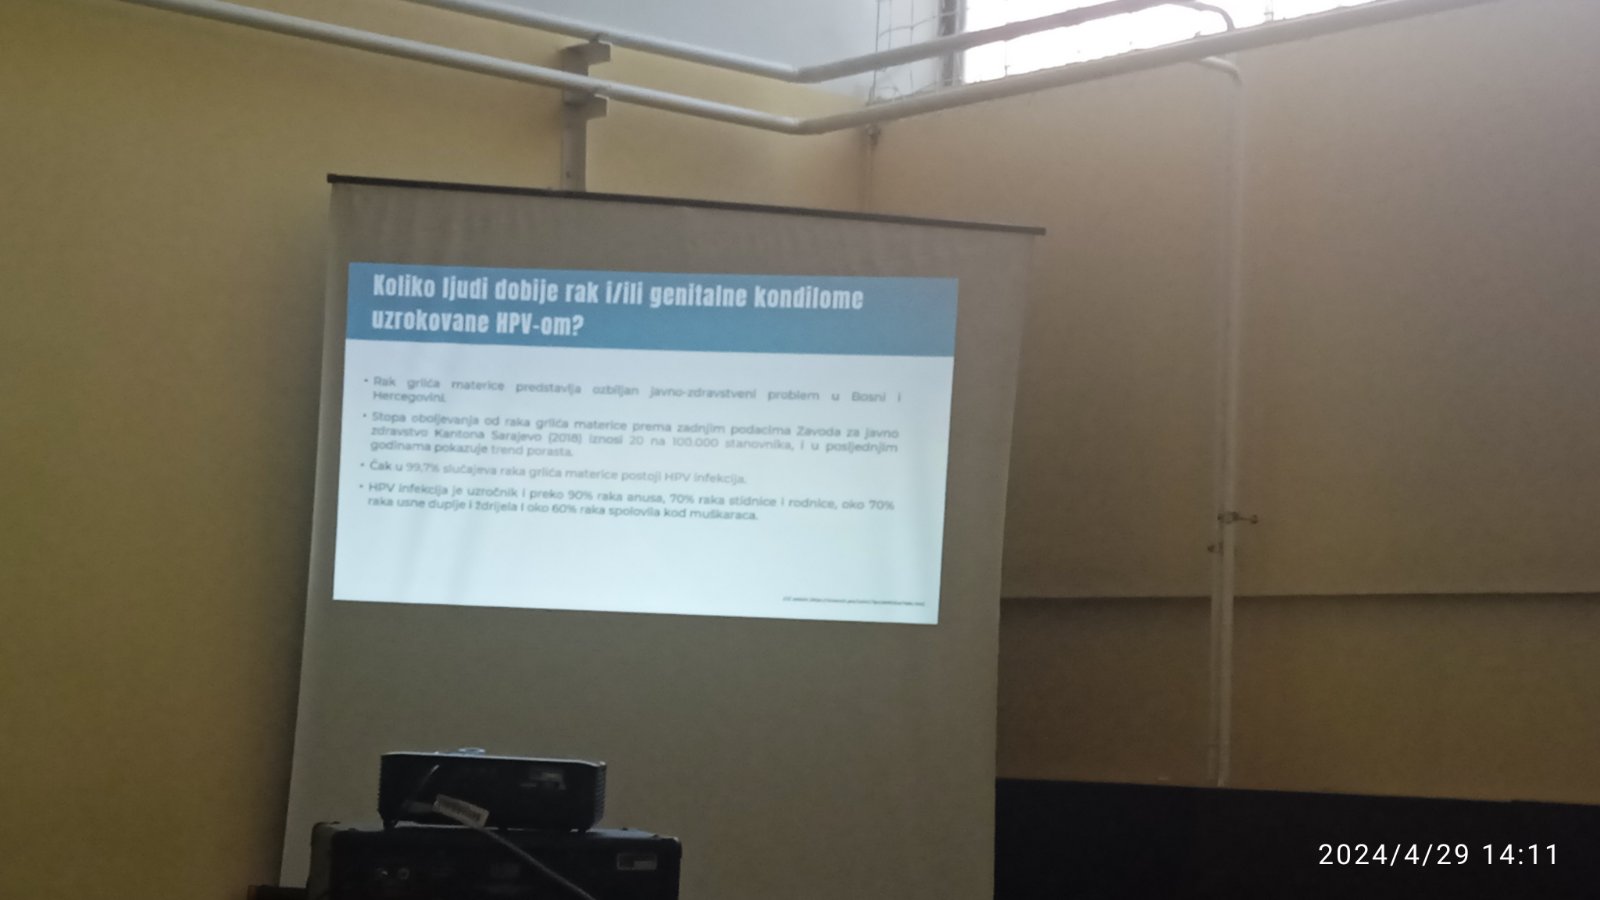 Koliko ljudi dobije rak i/ili genitalne kondilome
uzrokovane HPV-om?
• Rak grlića materice predstavlja ozbiljan javno-zdravstveni problem u Bosni i
Hercegovini.
• Stopa oboljevanja od raka grlića materice prema zadnjim podacima Zavoda za javno
zdravstvo Kantona Sarajevo (2018) iznosi 20 na 100.000 stanovnika, i u posljednjim
godinama pokazuje trend porasta.
• Čak u 99,7% slučajeva raka grlića materice postoji HPV infekcija.
• HPV infekcija je uzročnik i preko 90% raka anusa, 70% raka stidnice i rodnice, oko 70%
raka usne duplje i ždrijela i oko 60% raka spolovila kod muškaraca.
2024/4/29 14:11